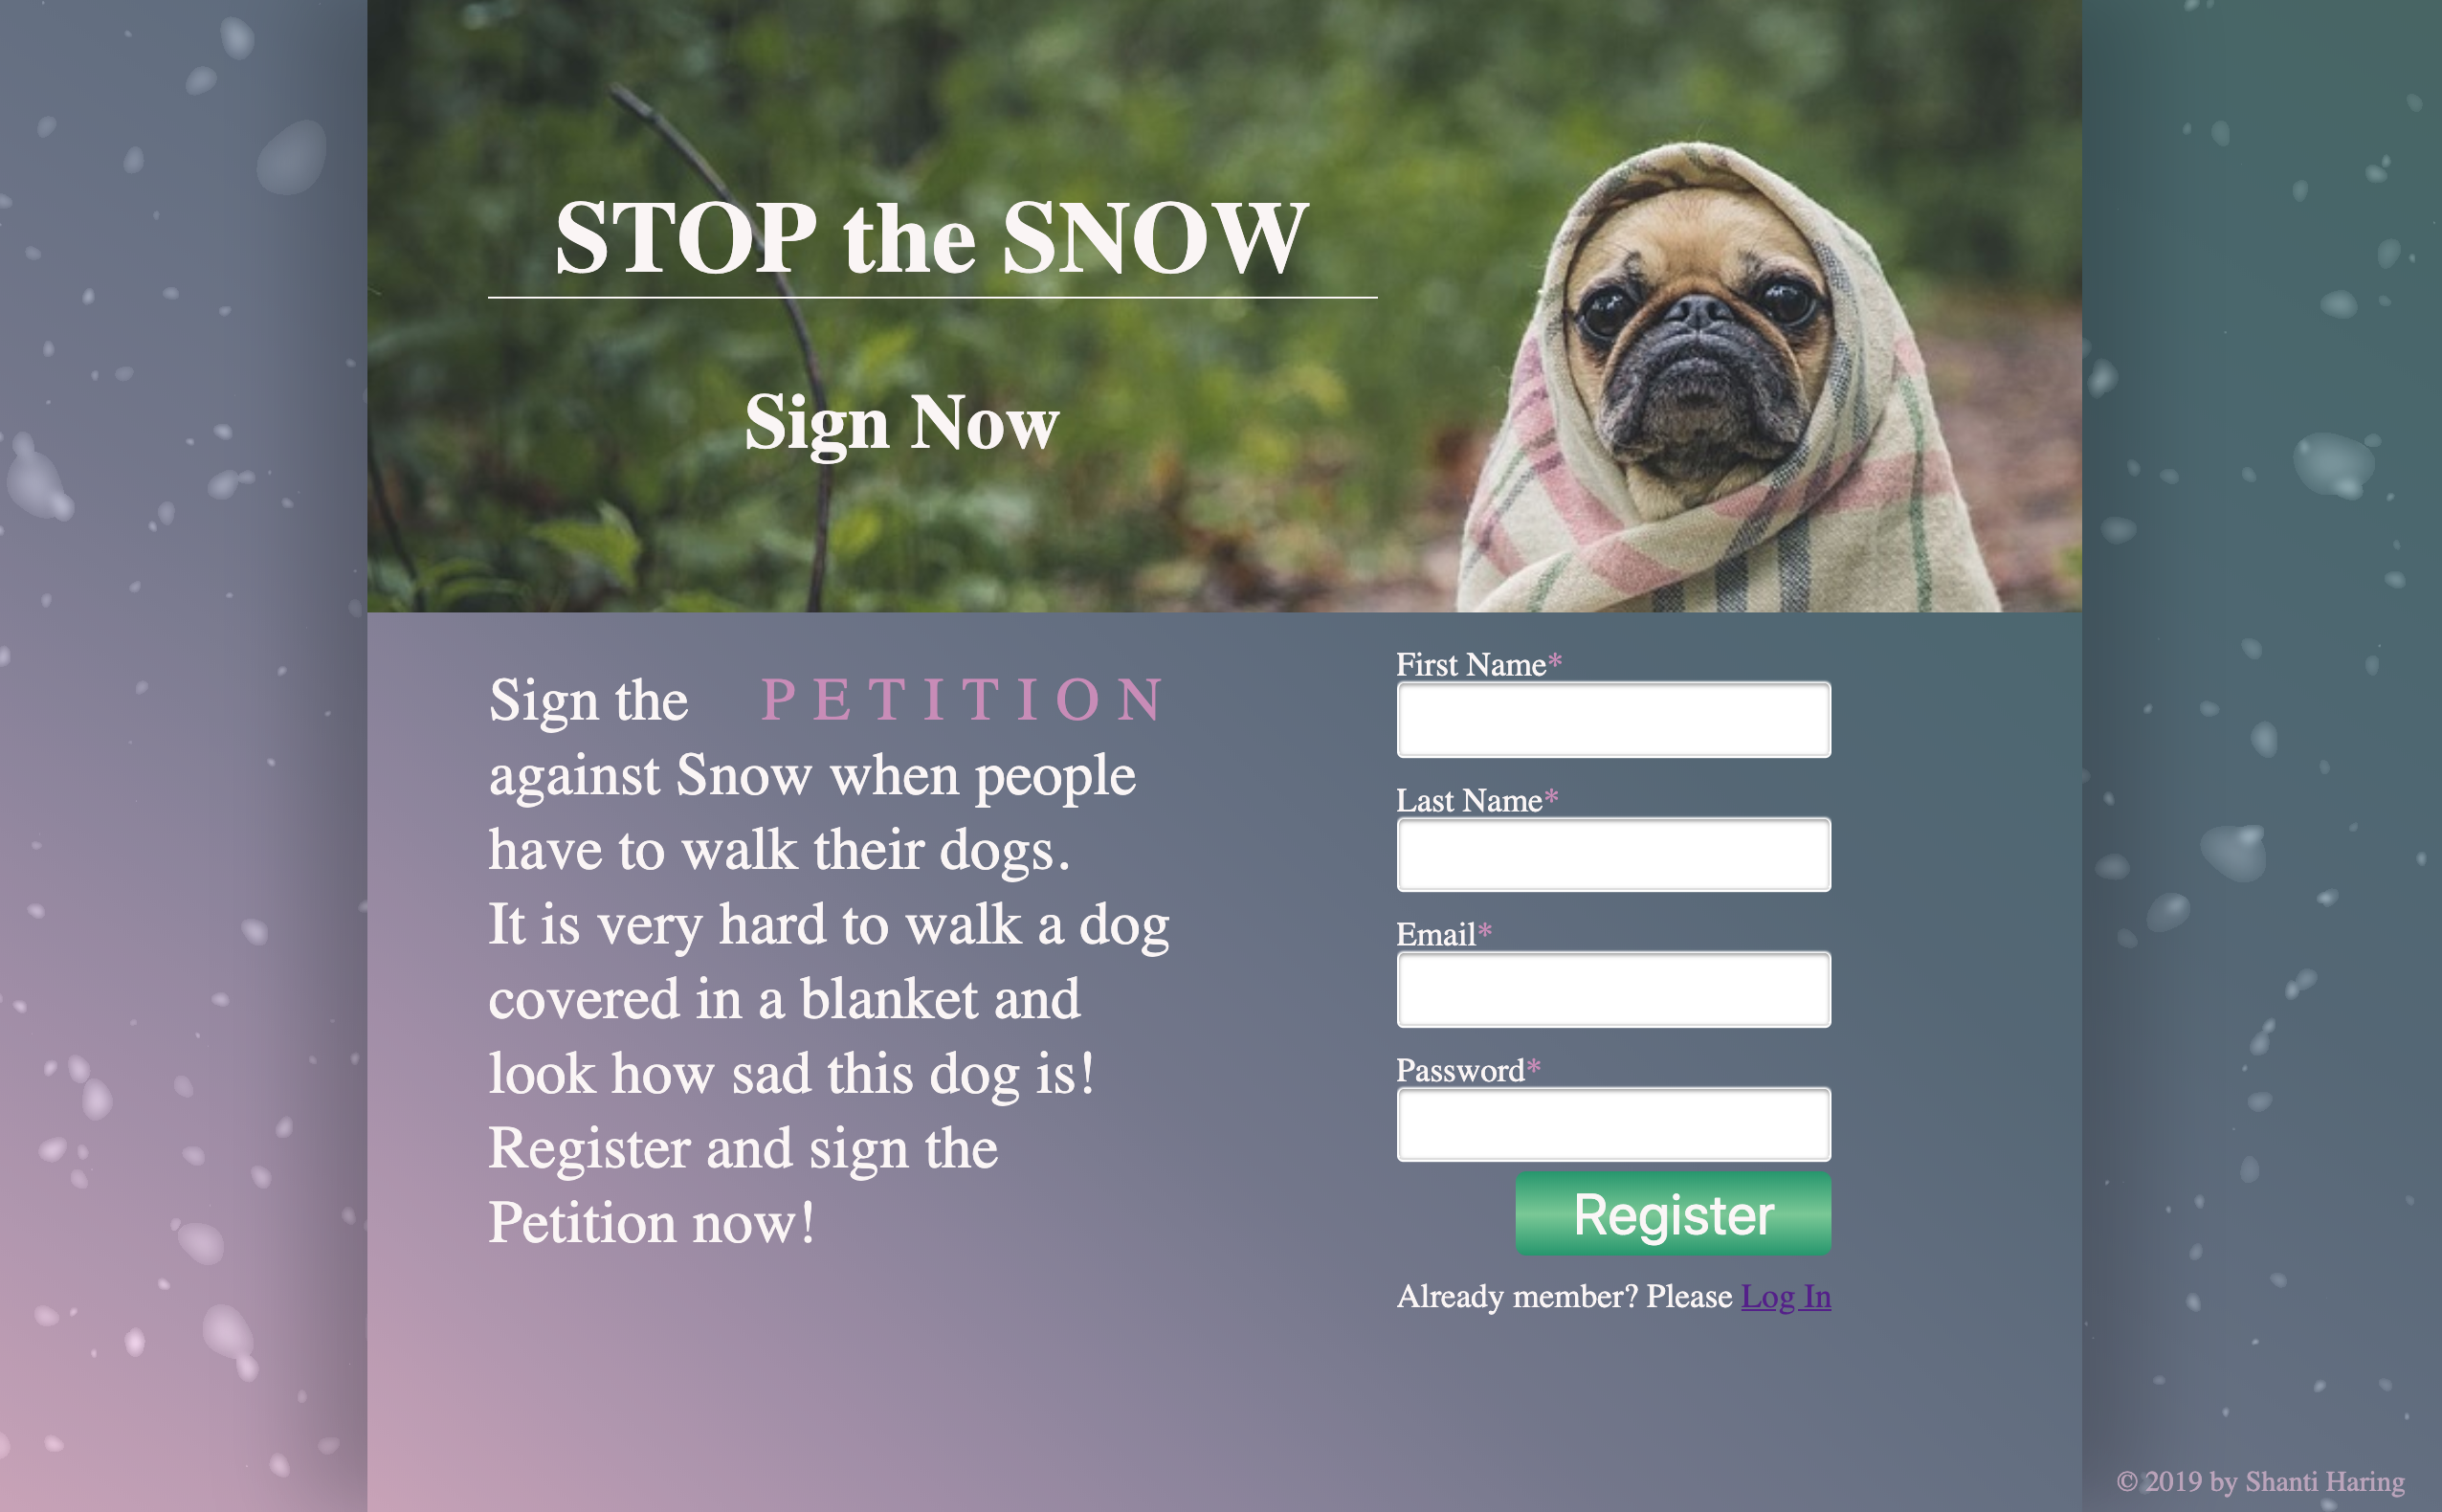 STOP the SNOW
Sign Now
Sign the PETITION
against Snow when people
have to walk their dogs.
It is very hard to walk a dog
covered in a blanket and
look how sad this dog is!
Register and sign the
Petition now!
First Name*
Last Name*
Email*
Password*
Register
Already member? Please Log In
© 2019 by Shanti Haring